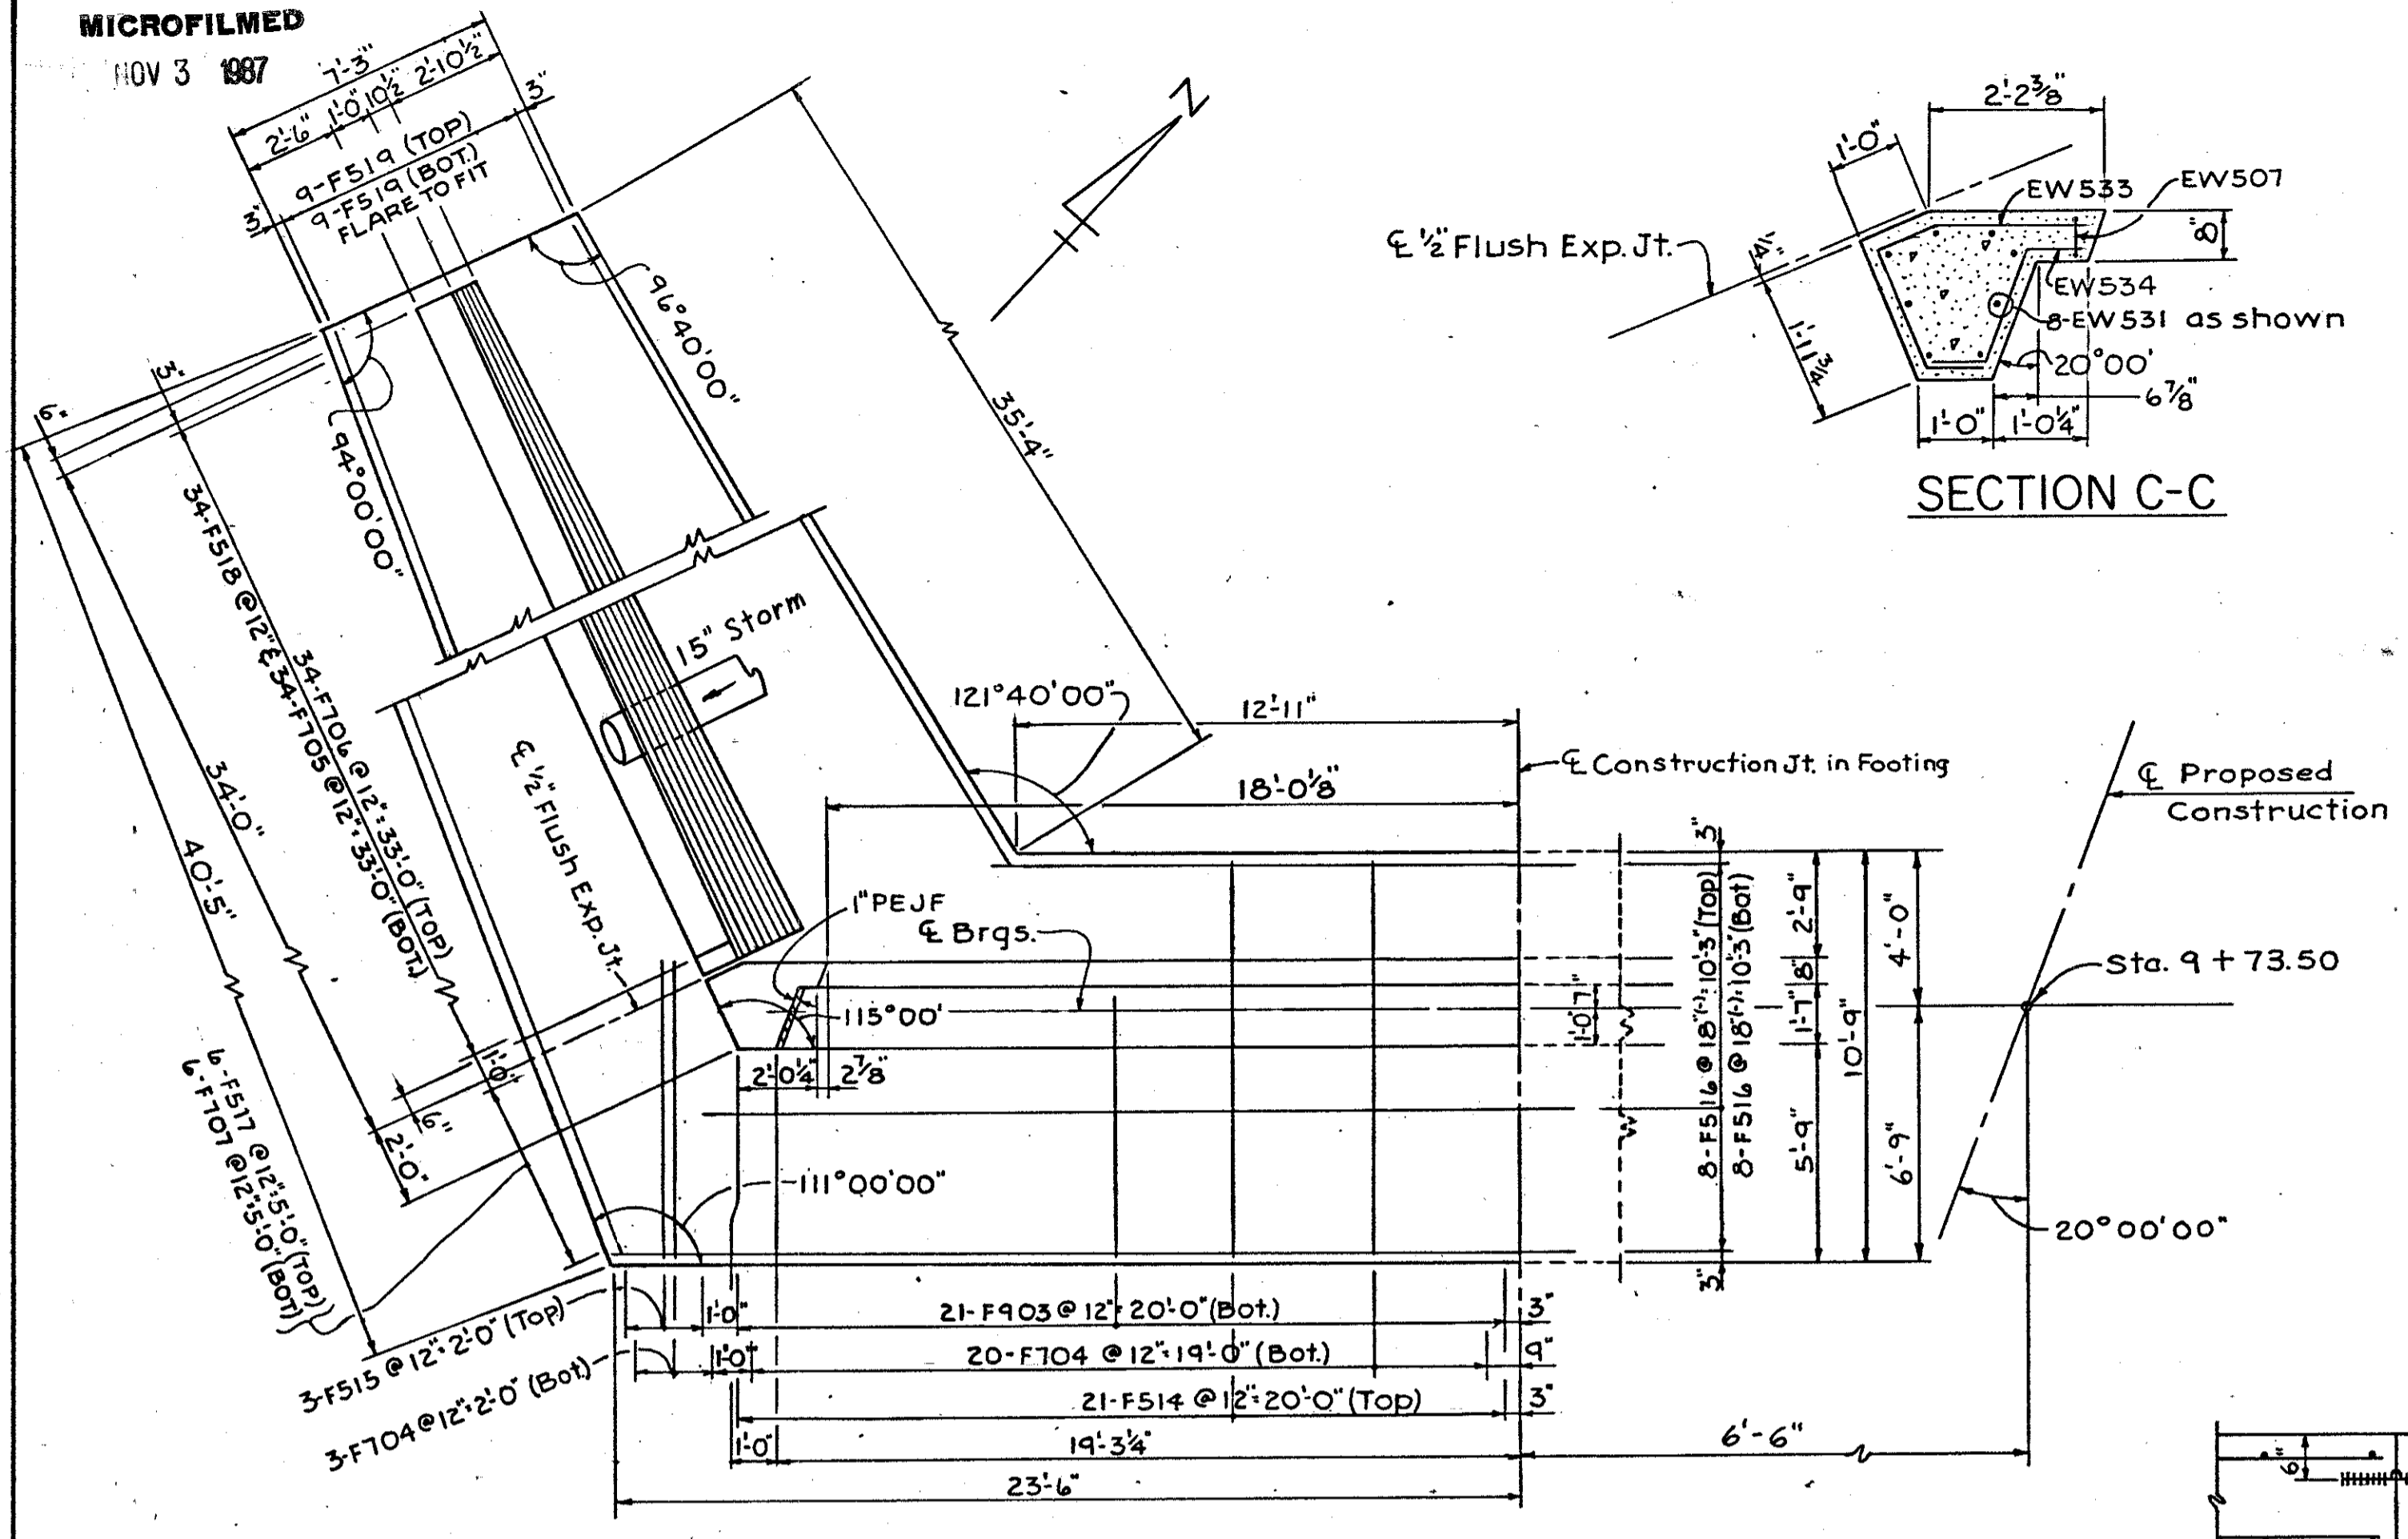 MICROFILMED
NOV 3 1987
7'-3"
2'-6" 1'-0" 10½" 2'-10½"
3" 9-F519 (TOP) 3"
9-F519 (BOT.)
FLARE TO FIT
96°40'00"
94°00'00"
3"
6"
35'-4"
N
34-F518 @ 12" & 34-F705 @ 12"=33'-0" (BOT.)
34-F706 @ 12"=33'-0" (TOP)
34'-0"
40'-5"
15" Storm
℄ ½" Flush Exp. Jt.
1'-0"
6"
2'-0"
6-F517 @ 12"=5'-0" (TOP)
6-F707 @ 12"=5'-0" (BOT)
3-F515 @ 12"=2'-0" (Top)
3-F704 @ 12"=2'-0" (Bot.)
2'-2⅜"
1'-0"
EW533
EW507
℄ ½" Flush Exp. Jt.
8"
EW534
8-EW531 as shown
1'-11¾"
20°00'
6⅞"
1'-0" 1'-0¼"
SECTION C-C
121°40'00"
12'-11"
℄ Construction Jt. in Footing
18'-0⅛"
℄ Proposed
Construction
1" PEJF
℄ Brgs.
115°00'
2'-0¼" 2⅞"
111°00'00"
3"
8-F516 @ 18"(-)=10'-3" (Top)
8-F516 @ 18"(-)=10'-3" (Bot)
3"
2'-9"
8"
1'-7"
5'-9"
10'-9"
4'-0"
6'-9"
Sta. 9 + 73.50
20°00'00"
1'-0" 21-F903 @ 12"=20'-0" (Bot.) 3"
1'-0" 20-F704 @ 12"=19'-0" (Bot.) 9"
21-F514 @ 12"=20'-0" (Top) 3"
1'-0" 19'-3¼"
6'-6"
23'-6"
6"